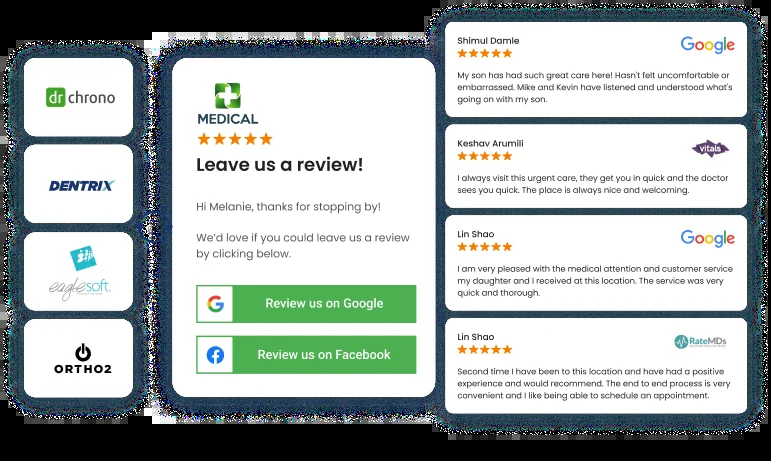 dr chrono
DENTRIX
eaglesoft.
ORTHO2
MEDICAL
Leave us a review!
Hi Melanie, thanks for stopping by!
We'd love if you could leave us a review
by clicking below.
Review us on Google
Review us on Facebook
Shimul Damle
Google
My son has had such great care here! Hasn't felt uncomfortable or
embarrassed. Mike and Kevin have listened and understood what's
going on with my son.
Keshav Arumilli
vitals
I always visit this urgent care, they get you in quick and the doctor
sees you quick. The place is always nice and welcoming.
Lin Shao
Google
I am very pleased with the medical attention and customer service
my daughter and I received at this location. The service was very
quick and thorough.
Lin Shao
RateMDs
Second time I have been to this location and have had a positive
experience and would recommend. The end to end process is very
convenient and I like being able to schedule an appointment.